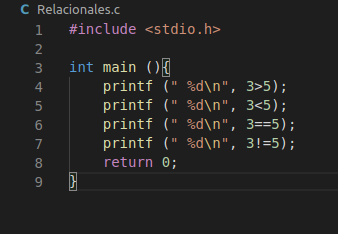 C Relacionales.c
1 #include <stdio.h>
2
3 int main (){
4 printf (" %d\n", 3>5);
5 printf (" %d\n", 3<5);
6 printf (" %d\n", 3==5);
7 printf (" %d\n", 3!=5);
8 return 0;
9 }